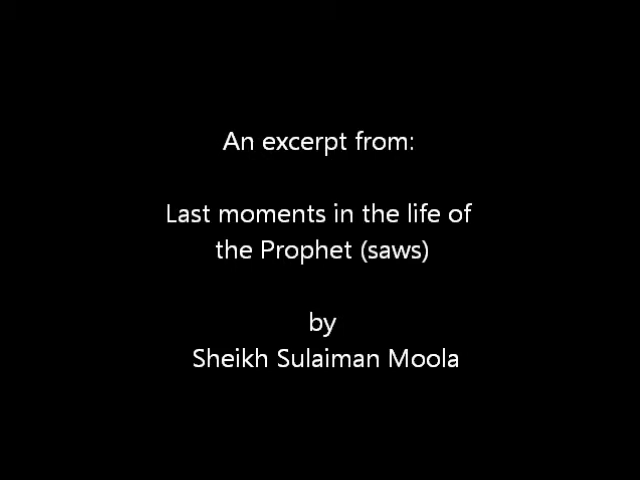 An excerpt from:
Last moments in the life of
the Prophet (saws)
by
Sheikh Sulaiman Moola